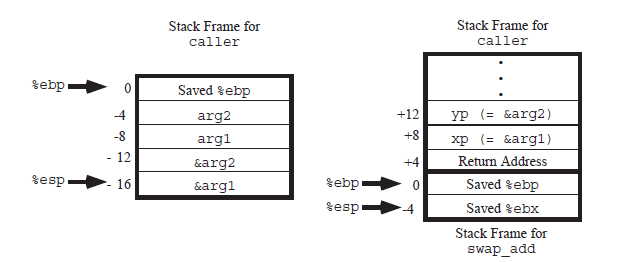 Stack Frame for
caller
%ebp
0
Saved %ebp
-4
arg2
-8
arg1
- 12
&arg2
%esp
- 16
&arg1
Stack Frame for
caller
+12
yp (= &arg2)
+8
xp (= &arg1)
+4
Return Address
%ebp
0
Saved %ebp
%esp
-4
Saved %ebx
Stack Frame for
swap_add